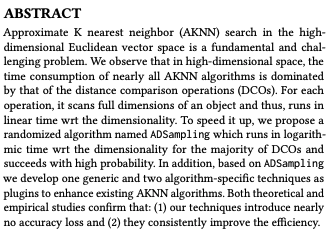 ABSTRACT
Approximate K nearest neighbor (AKNN) search in the high-
dimensional Euclidean vector space is a fundamental and chal-
lenging problem. We observe that in high-dimensional space, the
time consumption of nearly all AKNN algorithms is dominated
by that of the distance comparison operations (DCOs). For each
operation, it scans full dimensions of an object and thus, runs in
linear time wrt the dimensionality. To speed it up, we propose a
randomized algorithm named ADSampling which runs in logarith-
mic time wrt the dimensionality for the majority of DCOs and
succeeds with high probability. In addition, based on ADSampling
we develop one generic and two algorithm-specific techniques as
plugins to enhance existing AKNN algorithms. Both theoretical and
empirical studies confirm that: (1) our techniques introduce nearly
no accuracy loss and (2) they consistently improve the efficiency.